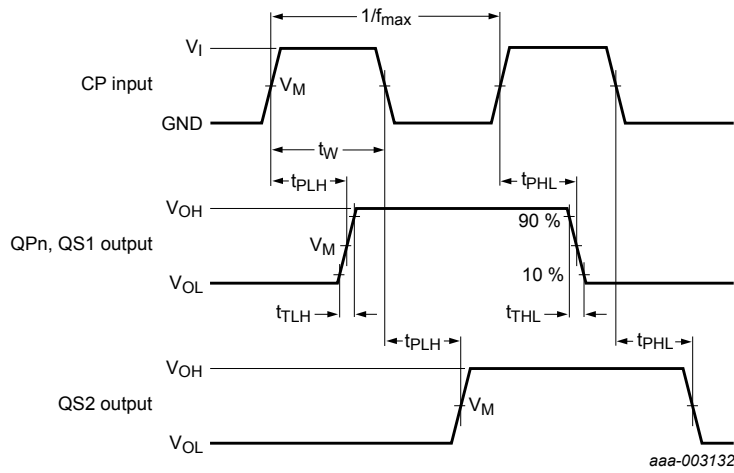 1/fmax
VI
CP input
VM
GND
tW
tPLH
tPHL
VOH
90 %
QPn, QS1 output
VM
10 %
VOL
tTLH
tTHL
tPLH
tPHL
VOH
QS2 output
VM
VOL
aaa-003132